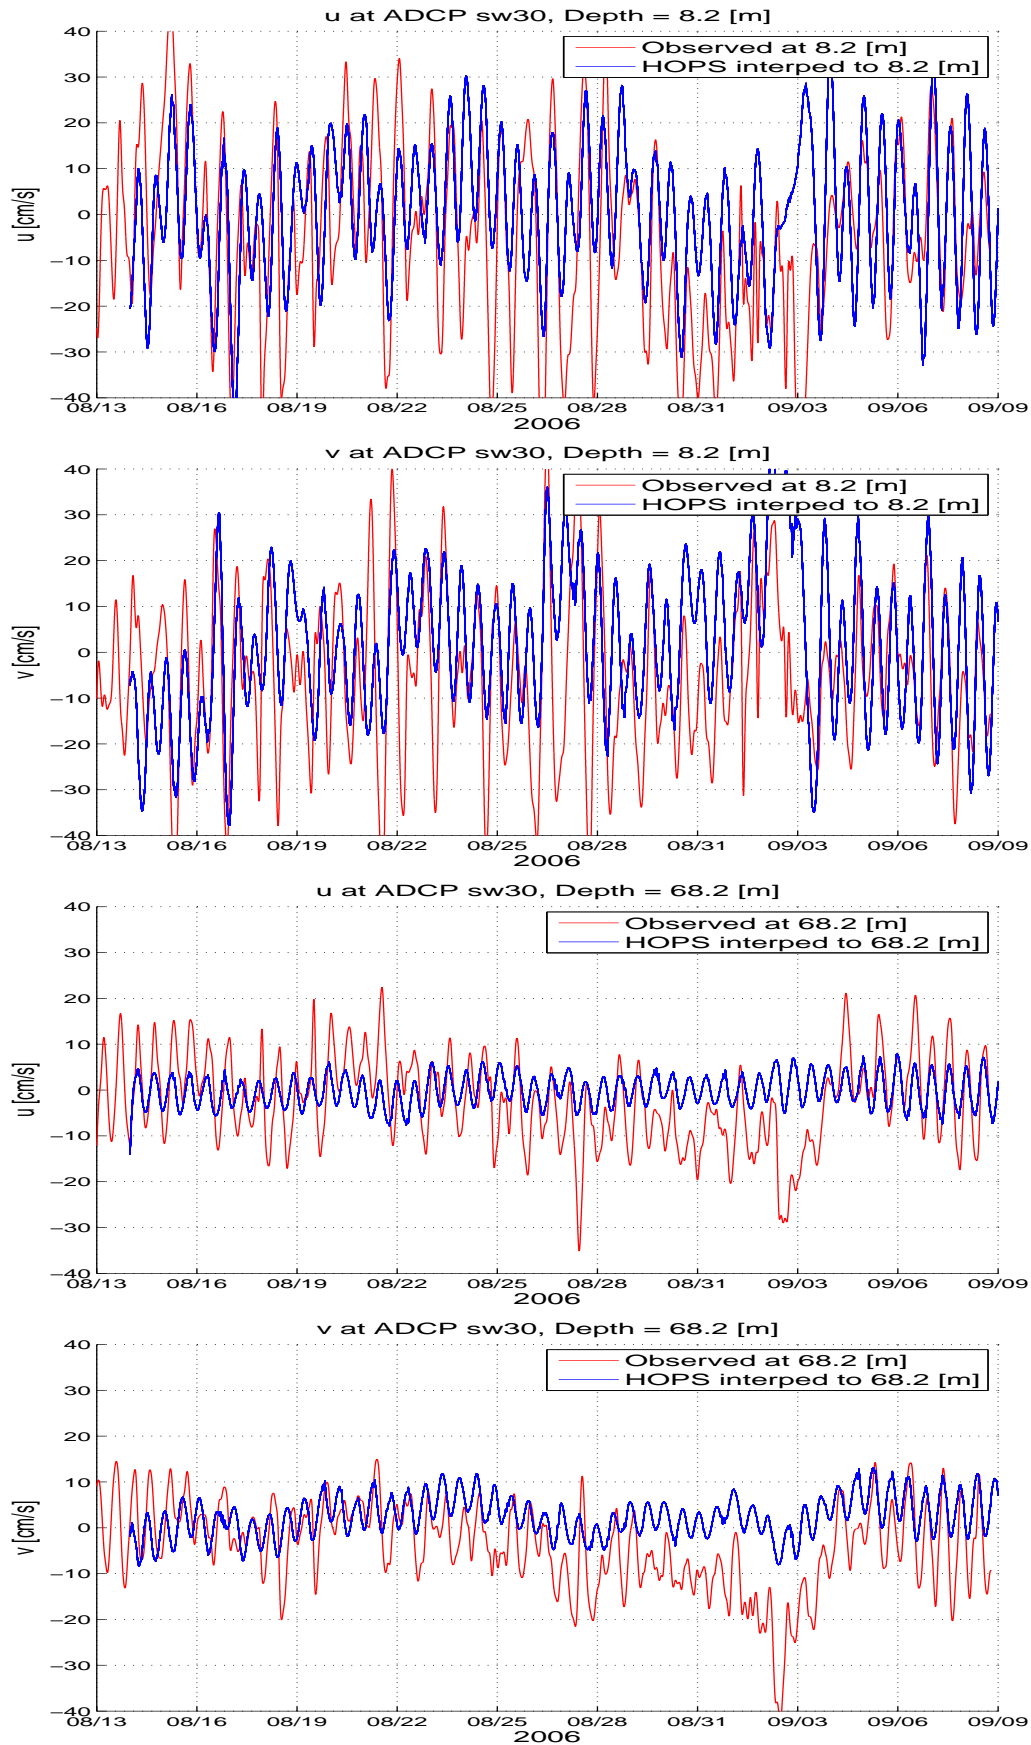 u at ADCP sw30, Depth = 8.2 [m]
Observed at 8.2 [m]
HOPS interped to 8.2 [m]
u [cm/s]
40
30
20
10
0
−10
−20
−30
−40
08/13 08/16 08/19 08/22 08/25 08/28 08/31 09/03 09/06 09/09
2006
v at ADCP sw30, Depth = 8.2 [m]
Observed at 8.2 [m]
HOPS interped to 8.2 [m]
v [cm/s]
40
30
20
10
0
−10
−20
−30
−40
08/13 08/16 08/19 08/22 08/25 08/28 08/31 09/03 09/06 09/09
2006
u at ADCP sw30, Depth = 68.2 [m]
Observed at 68.2 [m]
HOPS interped to 68.2 [m]
u [cm/s]
40
30
20
10
0
−10
−20
−30
−40
08/13 08/16 08/19 08/22 08/25 08/28 08/31 09/03 09/06 09/09
2006
v at ADCP sw30, Depth = 68.2 [m]
Observed at 68.2 [m]
HOPS interped to 68.2 [m]
v [cm/s]
40
30
20
10
0
−10
−20
−30
−40
08/13 08/16 08/19 08/22 08/25 08/28 08/31 09/03 09/06 09/09
2006